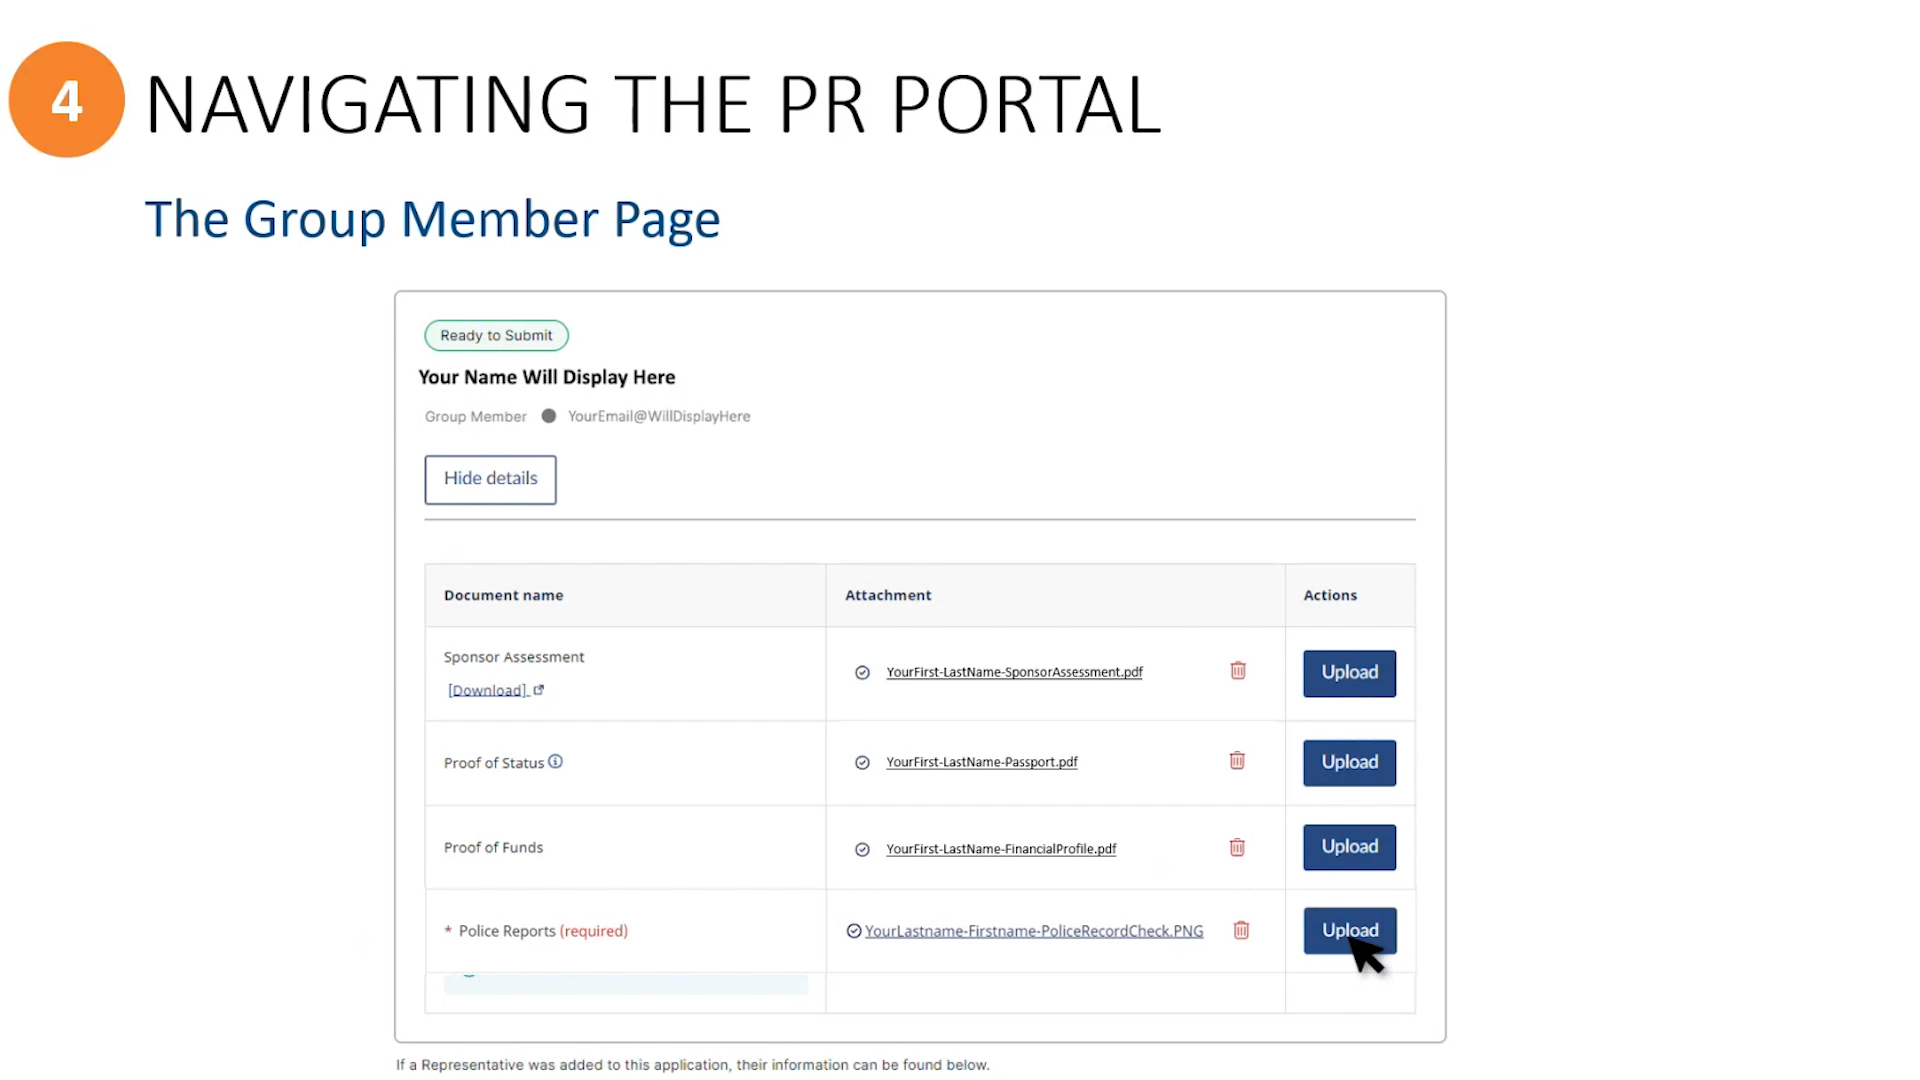 4 NAVIGATING THE PR PORTAL
The Group Member Page
Ready to Submit
Your Name Will Display Here
Group Member YourEmail@WillDisplayHere
Hide details
Document name Attachment Actions
Sponsor Assessment
[Download]
YourFirst-LastName-SponsorAssessment.pdf Upload
Proof of Status YourFirst-LastName-Passport.pdf Upload
Proof of Funds YourFirst-LastName-FinancialProfile.pdf Upload
* Police Reports (required) YourLastname-Firstname-PoliceRecordCheck.PNG Upload
If a Representative was added to this application, their information can be found below.